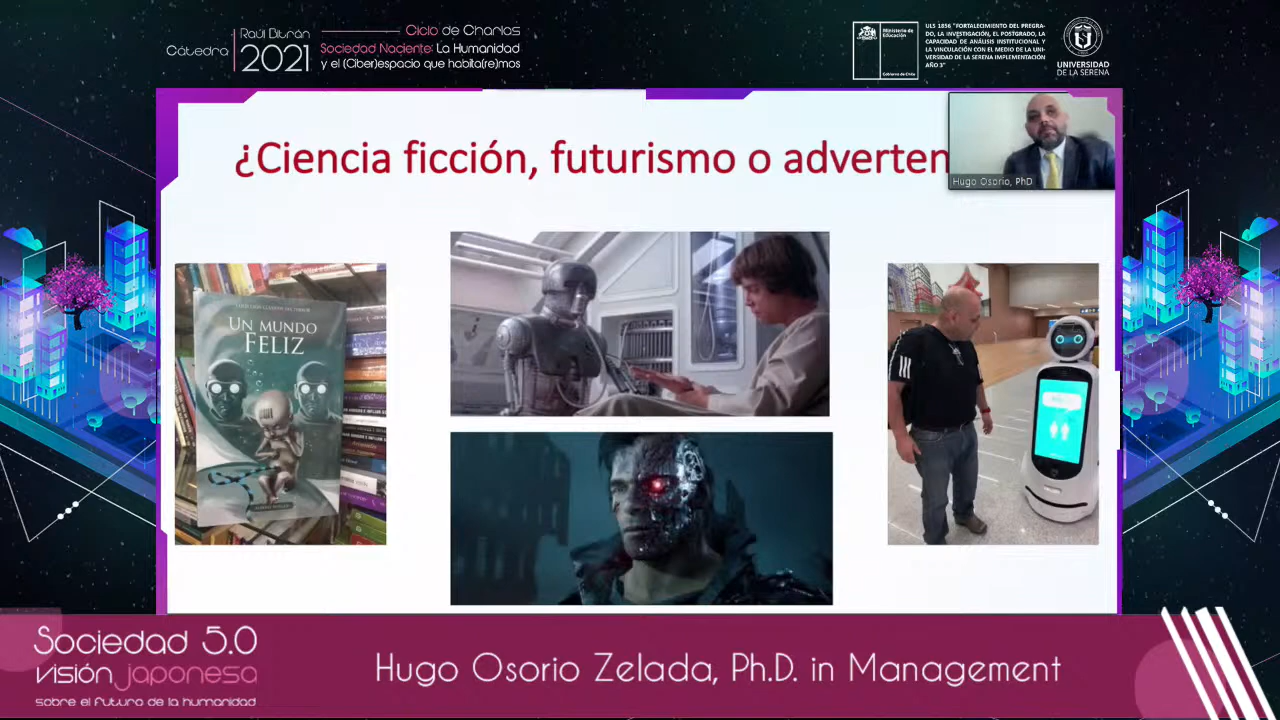 Cátedra
Raúl Bitrán
2021
Ciclo de Charlas
Sociedad Naciente: La Humanidad
y el (Ciber)espacio que habita(re)mos
Ministerio de
Educación
Gobierno de Chile
ULS 1856 "FORTALECIMIENTO DEL PREGRA-
DO, LA INVESTIGACIÓN, EL POSTGRADO, LA
CAPACIDAD DE ANÁLISIS INSTITUCIONAL Y
LA VINCULACIÓN CON EL MEDIO DE LA UNI-
VERSIDAD DE LA SERENA IMPLEMENTACIÓN
AÑO 3"
UNIVERSIDAD
DE LA SERENA
¿Ciencia ficción, futurismo o adverten
Hugo Osorio, PhD
UN MUNDO
FELIZ
Sociedad 5.0
visión japonesa
sobre el futuro de la humanidad
Hugo Osorio Zelada, Ph.D. in Management